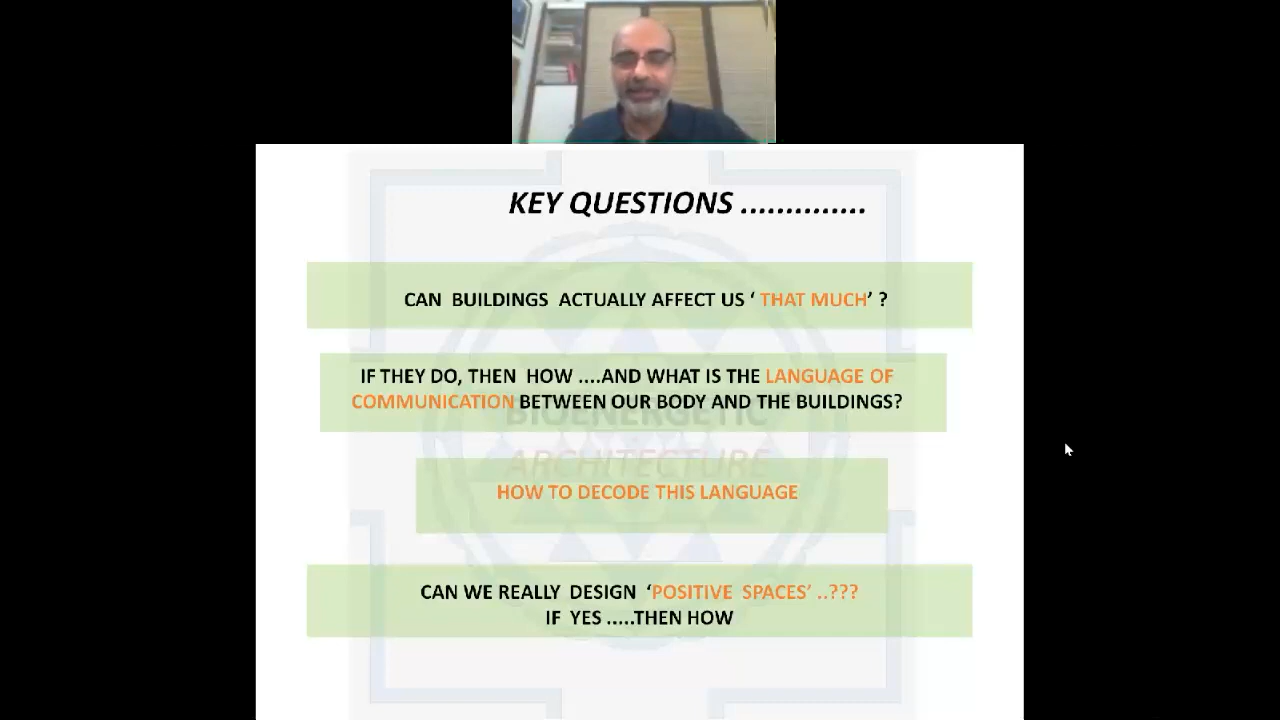 KEY QUESTIONS ..............
CAN BUILDINGS ACTUALLY AFFECT US ‘ THAT MUCH’ ?
IF THEY DO, THEN HOW ....AND WHAT IS THE LANGUAGE OF
COMMUNICATION BETWEEN OUR BODY AND THE BUILDINGS?
BIOENERGETIC
ARCHITECTURE
HOW TO DECODE THIS LANGUAGE
CAN WE REALLY DESIGN ‘POSITIVE SPACES’ ..???
IF YES .....THEN HOW